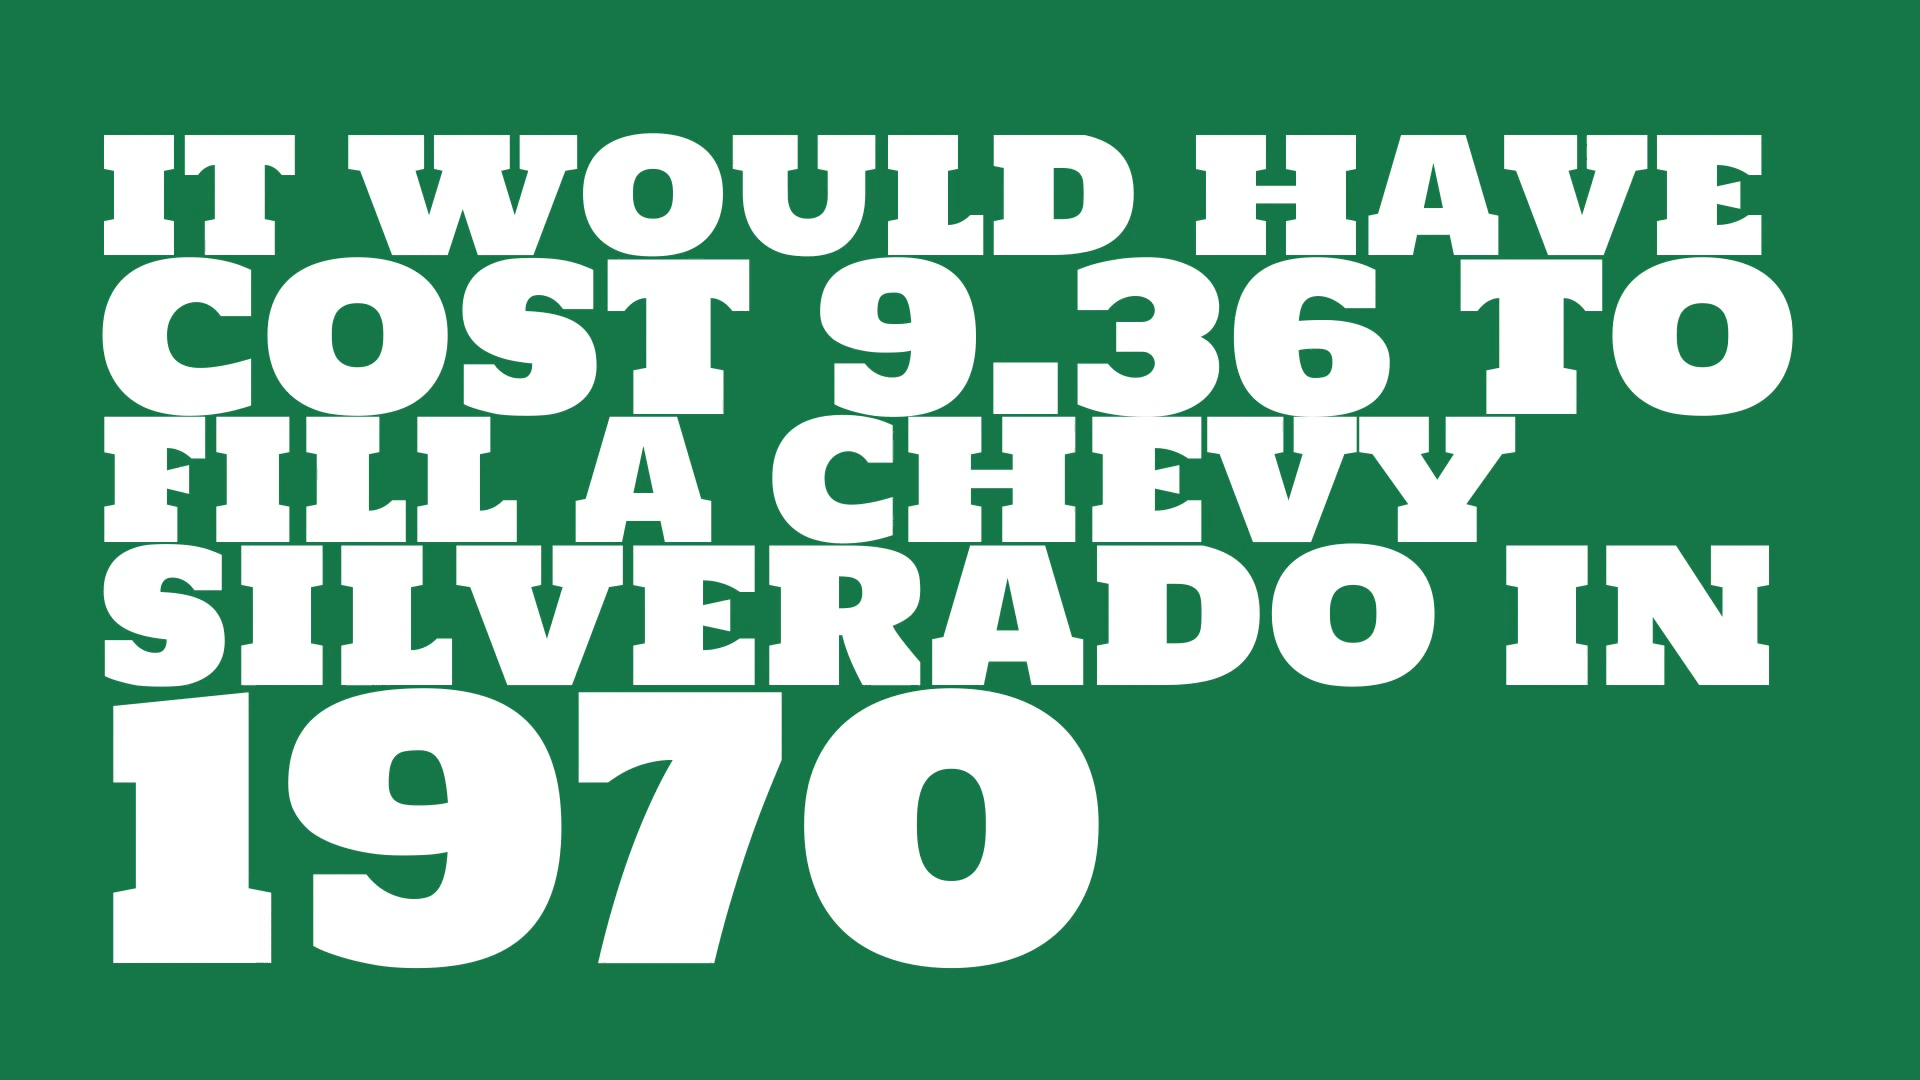 IT WOULD HAVE
COST 9.36 TO
FILL A CHEVY
SILVERADO IN
1970